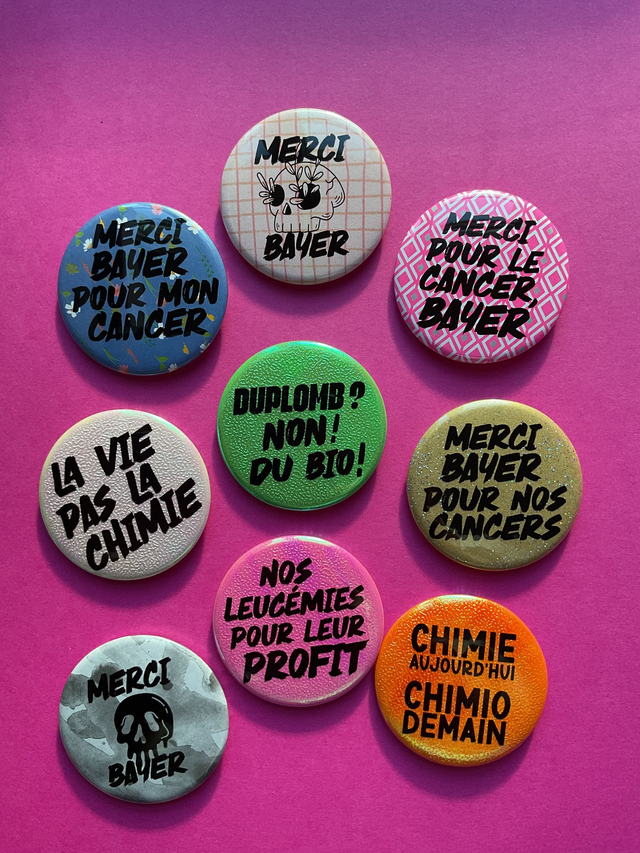 MERCI
BAYER
MERCI
BAYER
POUR MON
CANCER
MERCI
POUR LE
CANCER,
BAYER
DUPLOMB?
NON!
DU BIO!
LA VIE
PAS LA
CHIMIE
MERCI
BAYER
POUR NOS
CANCERS
NOS
LEUCÉMIES
POUR LEUR
PROFIT
CHIMIE
AUJOURD'HUI
CHIMIO
DEMAIN
MERCI
BAYER